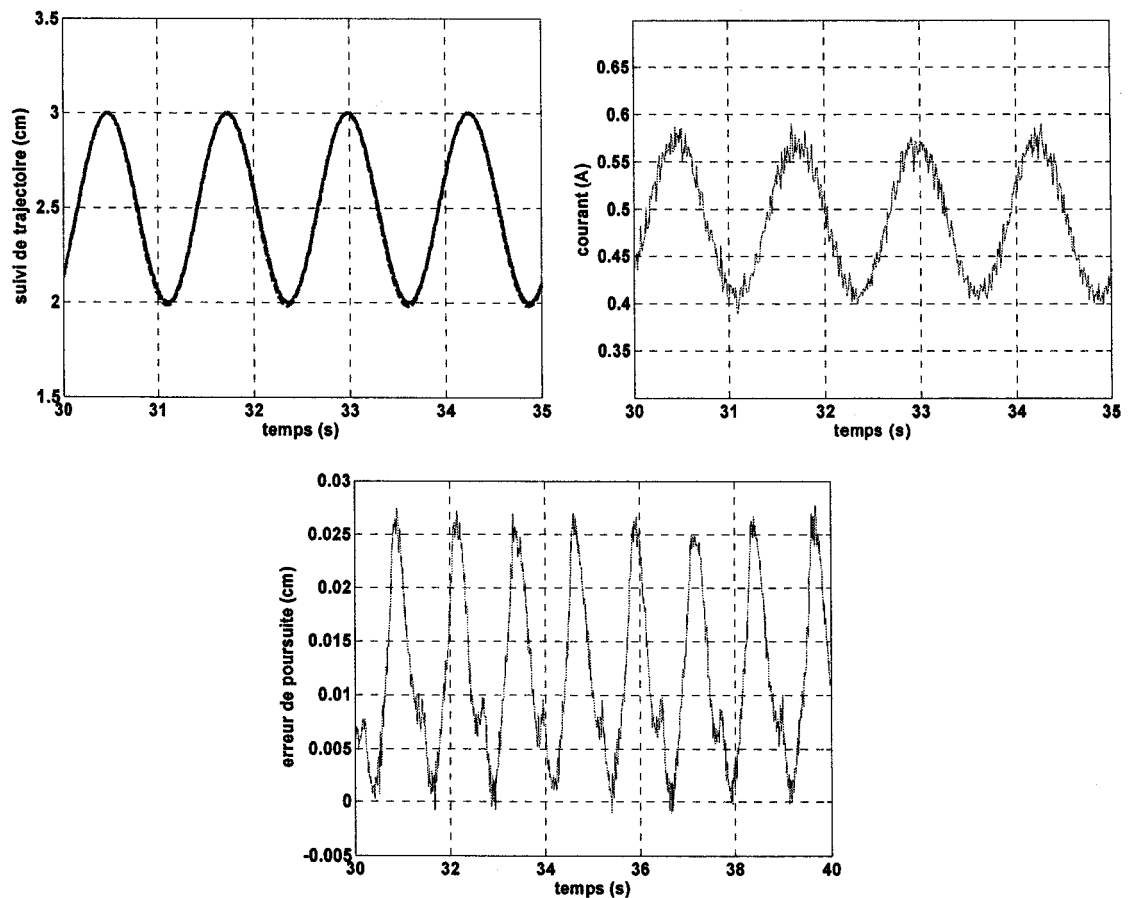 3.5
3
2.5
2
1.5
suivi de trajectoire (cm)
30 31 32 33 34 35
temps (s)
0.65
0.6
0.55
0.5
0.45
0.4
0.35
courant (A)
30 31 32 33 34 35
temps (s)
0.03
0.025
0.02
0.015
0.01
0.005
0
-0.005
erreur de poursuite (cm)
30 32 34 36 38 40
temps (s)